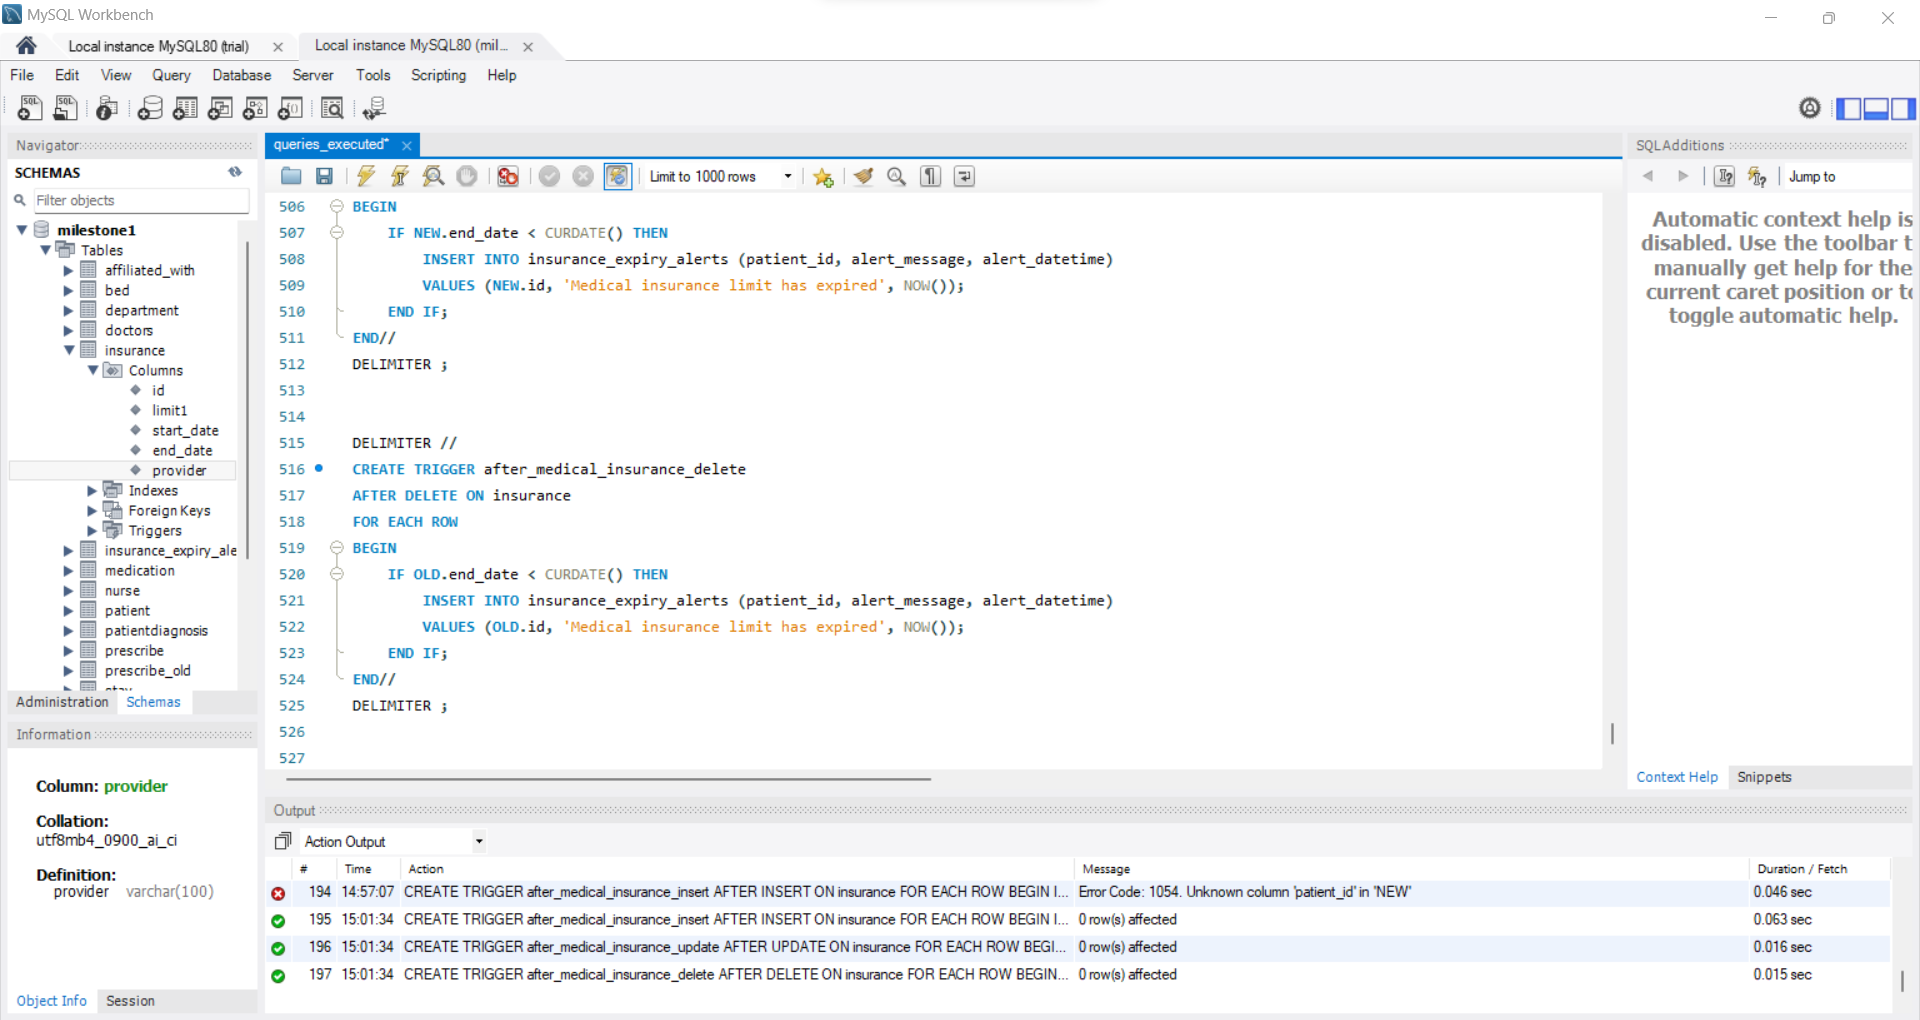 MySQL Workbench
Local instance MySQL80 (trial)
Local instance MySQL80 (mil...
File Edit View Query Database Server Tools Scripting Help
Navigator
SCHEMAS
Filter objects
milestone1
Tables
affiliated_with
bed
department
doctors
insurance
Columns
id
limit1
start_date
end_date
provider
Indexes
Foreign Keys
Triggers
insurance_expiry_ale
medication
nurse
patient
patientdiagnosis
prescribe
prescribe_old
Administration Schemas
Information
Column: provider
Collation:
utf8mb4_0900_ai_ci
Definition:
provider varchar(100)
Object Info Session
queries_executed*
Limit to 1000 rows
506 BEGIN
507 IF NEW.end_date < CURDATE() THEN
508 INSERT INTO insurance_expiry_alerts (patient_id, alert_message, alert_datetime)
509 VALUES (NEW.id, 'Medical insurance limit has expired', NOW());
510 END IF;
511 END//
512 DELIMITER ;
513
514
515 DELIMITER //
516 CREATE TRIGGER after_medical_insurance_delete
517 AFTER DELETE ON insurance
518 FOR EACH ROW
519 BEGIN
520 IF OLD.end_date < CURDATE() THEN
521 INSERT INTO insurance_expiry_alerts (patient_id, alert_message, alert_datetime)
522 VALUES (OLD.id, 'Medical insurance limit has expired', NOW());
523 END IF;
524 END//
525 DELIMITER ;
526
527
SQLAdditions
Jump to
Automatic context help is
disabled. Use the toolbar t
manually get help for the
current caret position or to
toggle automatic help.
Context Help Snippets
Output
Action Output
# Time Action Message Duration / Fetch
194 14:57:07 CREATE TRIGGER after_medical_insurance_insert AFTER INSERT ON insurance FOR EACH ROW BEGIN I... Error Code: 1054. Unknown column 'patient_id' in 'NEW' 0.046 sec
195 15:01:34 CREATE TRIGGER after_medical_insurance_insert AFTER INSERT ON insurance FOR EACH ROW BEGIN I... 0 row(s) affected 0.063 sec
196 15:01:34 CREATE TRIGGER after_medical_insurance_update AFTER UPDATE ON insurance FOR EACH ROW BEGI... 0 row(s) affected 0.016 sec
197 15:01:34 CREATE TRIGGER after_medical_insurance_delete AFTER DELETE ON insurance FOR EACH ROW BEGIN... 0 row(s) affected 0.015 sec